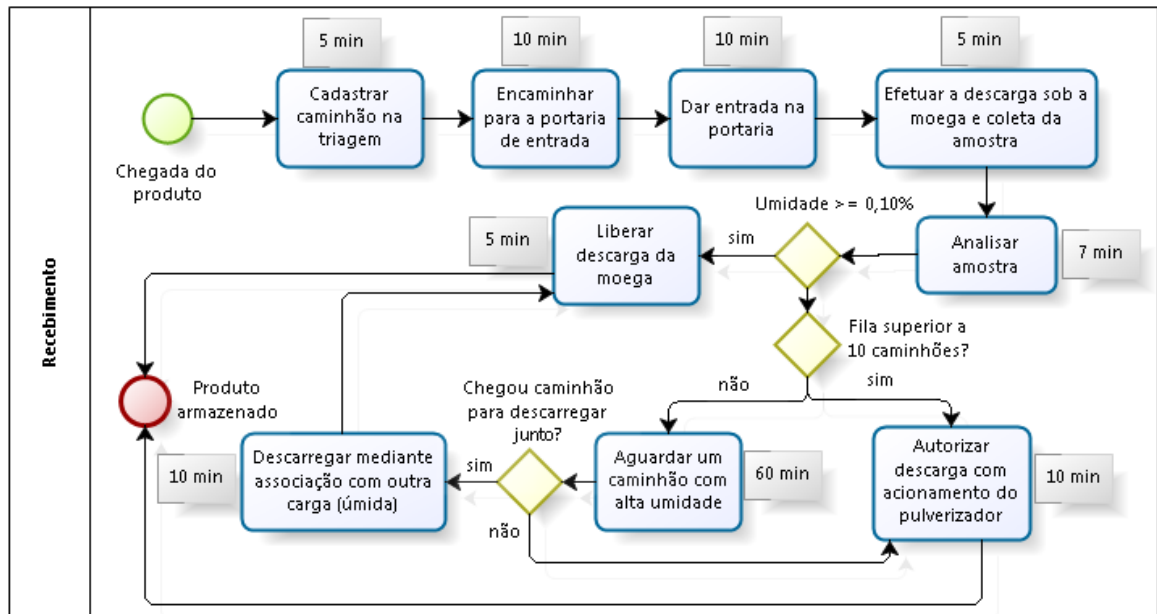 Recebimento
5 min
10 min
10 min
5 min
Cadastrar
caminhão na
triagem
Encaminhar
para a portaria
de entrada
Dar entrada na
portaria
Efetuar a descarga sob a
moega e coleta da
amostra
Chegada do
produto
Umidade >= 0,10%
Analisar
amostra
7 min
sim
Liberar
descarga da
moega
5 min
Fila superior a
10 caminhões?
não
sim
Produto
armazenado
Chegou caminhão
para descarregar
junto?
Autorizar
descarga com
acionamento do
pulverizador
10 min
Aguardar um
caminhão com
alta umidade
60 min
sim
não
Descarregar mediante
associação com outra
carga (úmida)
10 min